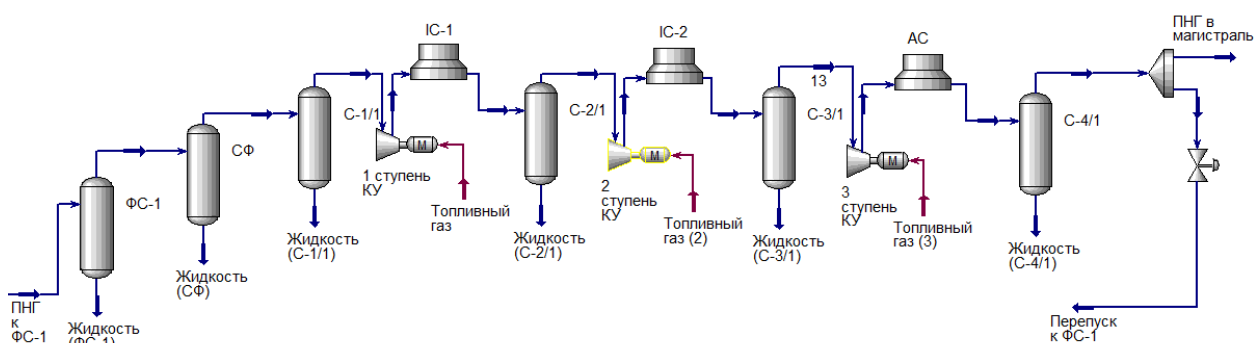 ПНГ
к
ФС-1
ФС-1
Жидкость
(ФС-1)
СФ
Жидкость
(СФ)
С-1/1
Жидкость
(С-1/1)
1 ступень
КУ
M
Топливный
газ
IC-1
С-2/1
Жидкость
(С-2/1)
2
ступень
КУ
M
Топливный
газ (2)
IC-2
13
С-3/1
Жидкость
(С-3/1)
3
ступень
КУ
M
Топливный
газ (3)
АС
С-4/1
Жидкость
(С-4/1)
ПНГ в
магистраль
Перепуск
к ФС-1